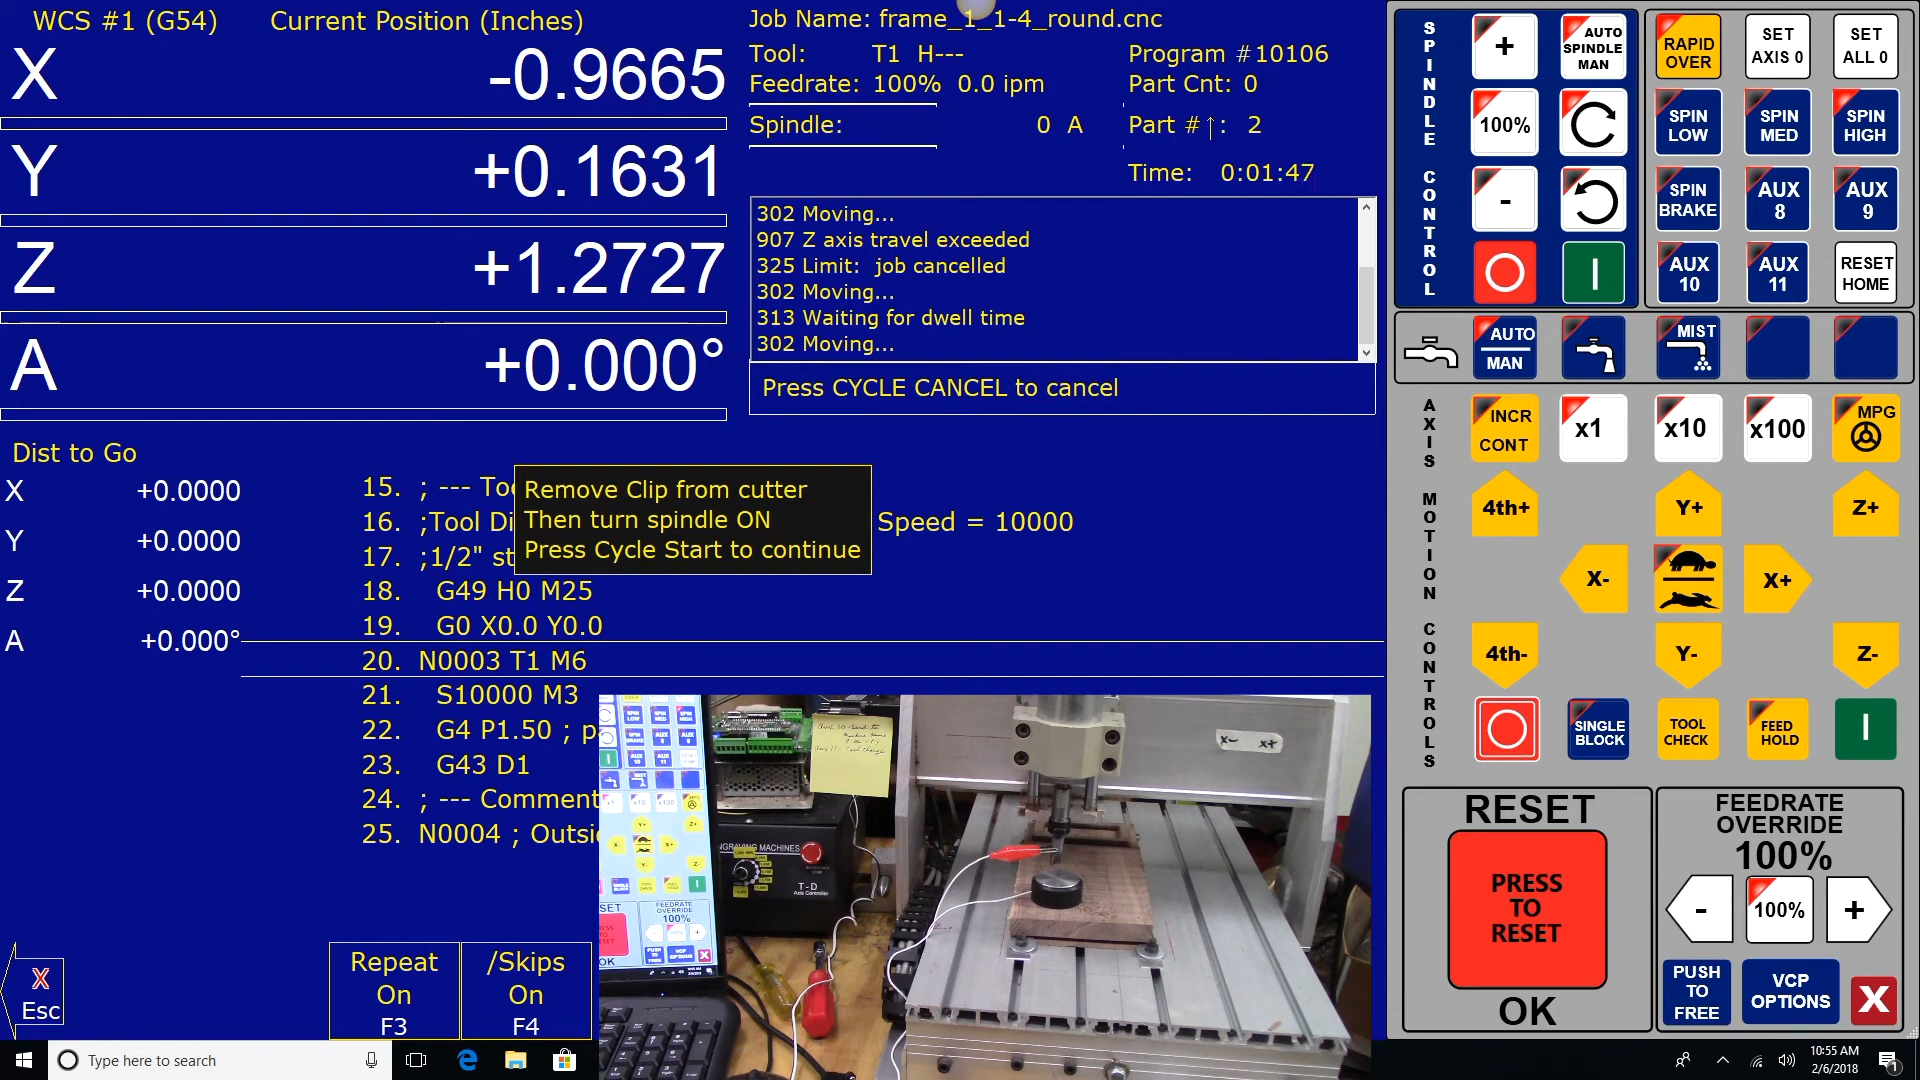 WCS #1 (G54)
Current Position (Inches)
X -0.9665
Y +0.1631
Z +1.2727
A +0.000°
Job Name: frame_1_1-4_round.cnc
Tool: T1 H---
Program #10106
Feedrate: 100% 0.0 ipm
Part Cnt: 0
Spindle: 0 A
Part #↑: 2
Time: 0:01:47
302 Moving...
907 Z axis travel exceeded
325 Limit: job cancelled
302 Moving...
313 Waiting for dwell time
302 Moving...
Press CYCLE CANCEL to cancel
Dist to Go
X +0.0000
Y +0.0000
Z +0.0000
A +0.000°
15. ; --- Too
16. ;Tool Di
Speed = 10000
17. ;1/2" st
18. G49 H0 M25
19. G0 X0.0 Y0.0
20. N0003 T1 M6
21. S10000 M3
22. G4 P1.50 ; pa
23. G43 D1
24. ; --- Comment
25. N0004 ; Outsi
Remove Clip from cutter
Then turn spindle ON
Press Cycle Start to continue
X
Esc
Repeat
On
F3
/Skips
On
F4
X- X+
T-D
Type here to search
10:55 AM
2/6/2018
1
SPINDLE CONTROL
+
AUTO
SPINDLE
MAN
100%
-
RAPID
OVER
SET
AXIS 0
SET
ALL 0
SPIN
LOW
SPIN
MED
SPIN
HIGH
SPIN
BRAKE
AUX
8
AUX
9
AUX
10
AUX
11
RESET
HOME
AUTO
MAN
MIST
AXIS MOTION CONTROLS
INCR
CONT
x1
x10
x100
MPG
4th+
Y+
Z+
X-
X+
4th-
Y-
Z-
SINGLE
BLOCK
TOOL
CHECK
FEED
HOLD
RESET
PRESS
TO
RESET
OK
FEEDRATE
OVERRIDE
100%
-
100%
+
PUSH
TO
FREE
VCP
OPTIONS
X